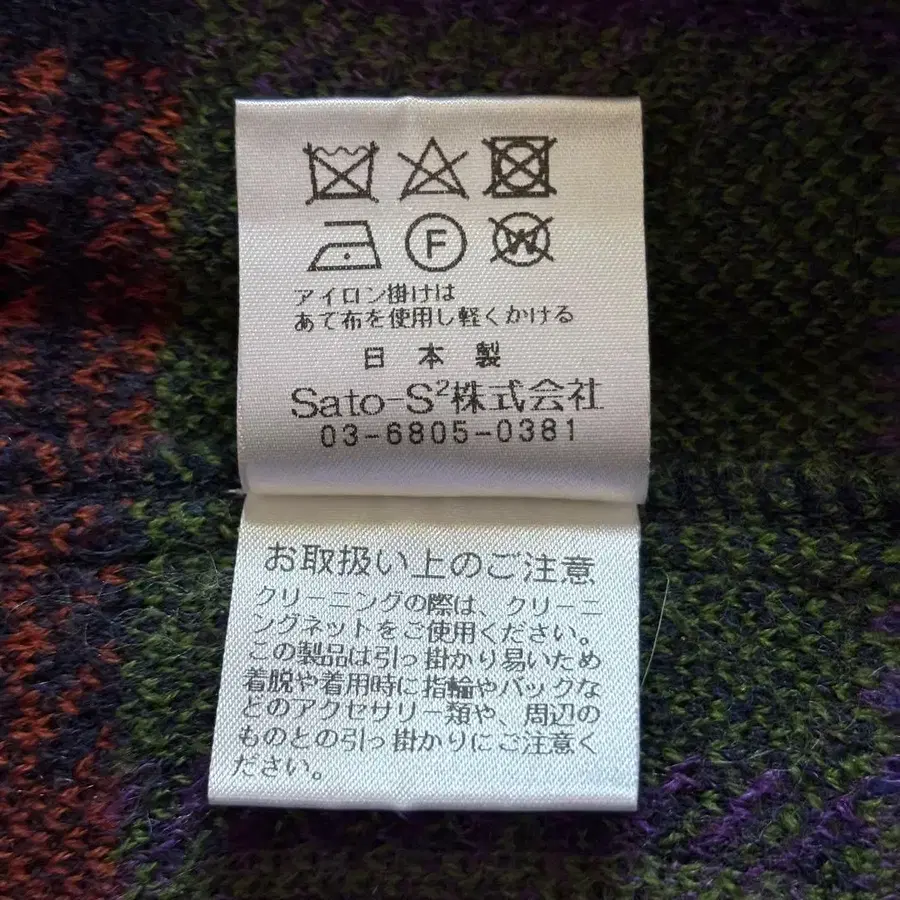 F W
アイロン掛けは
あて布を使用し軽くかける
日本製
Sato-S²株式会社
03-6805-0381
お取扱い上のご注意
クリーニングの際は、クリーニ
ングネットをご使用ください。
この製品は引っ掛かり易いため
着脱や着用時に指輪やバックな
どのアクセサリー類や、周辺の
ものとの引っ掛かりにご注意く
ださい。